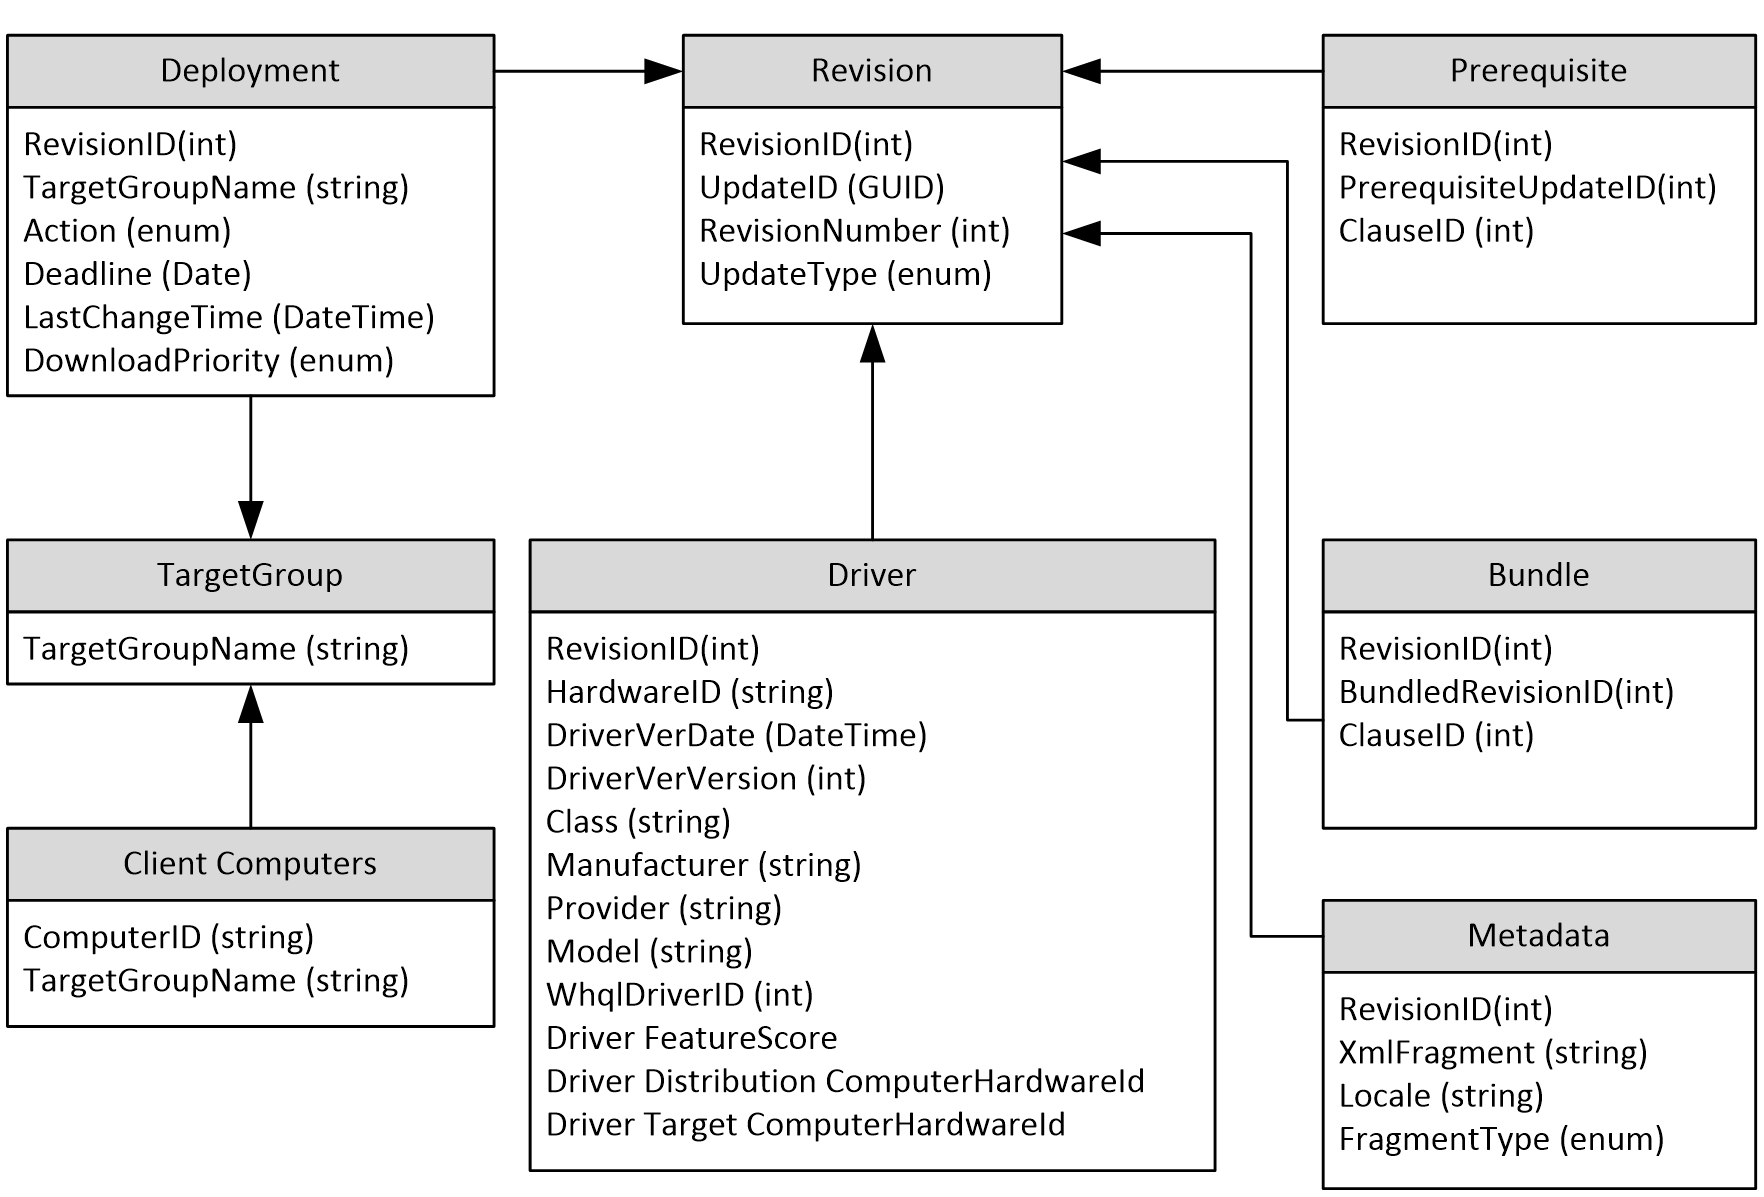 Deployment
RevisionID(int)
TargetGroupName (string)
Action (enum)
Deadline (Date)
LastChangeTime (DateTime)
DownloadPriority (enum)
Revision
RevisionID(int)
UpdateID (GUID)
RevisionNumber (int)
UpdateType (enum)
Prerequisite
RevisionID(int)
PrerequisiteUpdateID(int)
ClauseID (int)
TargetGroup
TargetGroupName (string)
Client Computers
ComputerID (string)
TargetGroupName (string)
Driver
RevisionID(int)
HardwareID (string)
DriverVerDate (DateTime)
DriverVerVersion (int)
Class (string)
Manufacturer (string)
Provider (string)
Model (string)
WhqlDriverID (int)
Driver FeatureScore
Driver Distribution ComputerHardwareId
Driver Target ComputerHardwareId
Bundle
RevisionID(int)
BundledRevisionID(int)
ClauseID (int)
Metadata
RevisionID(int)
XmlFragment (string)
Locale (string)
FragmentType (enum)